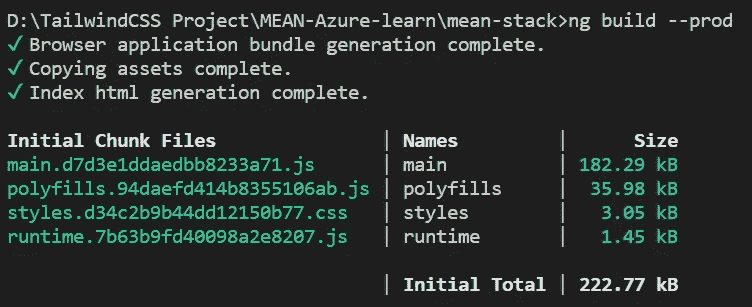 D:\TailwindCSS Project\MEAN-Azure-learn\mean-stack>ng build --prod
✓ Browser application bundle generation complete.
✓ Copying assets complete.
✓ Index html generation complete.
Initial Chunk Files | Names | Size
main.d7d3e1ddaedbb8233a71.js | main | 182.29 kB
polyfills.94daefd414b8355106ab.js | polyfills | 35.98 kB
styles.d34c2b9b44dd12150b77.css | styles | 3.05 kB
runtime.7b63b9fd40098a2e8207.js | runtime | 1.45 kB
| Initial Total | 222.77 kB